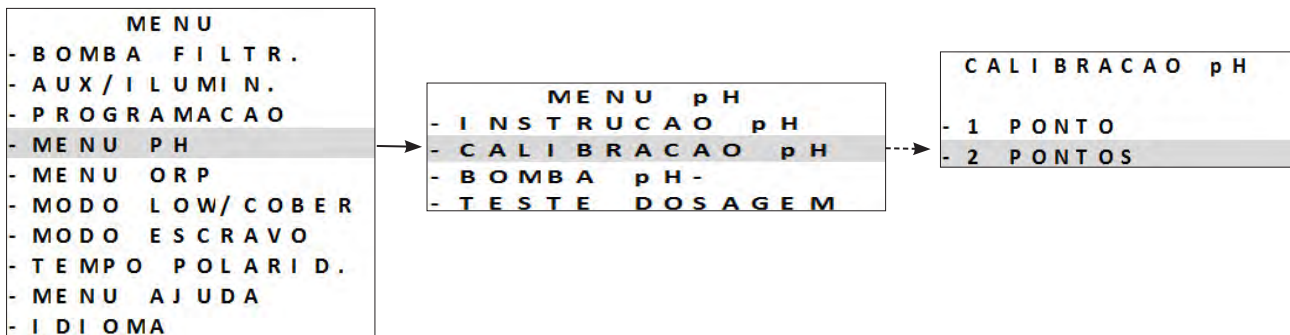 MENU
- BOMBA FILTR.
- AUX/ILUMIN.
- PROGRAMACAO
- MENU PH
- MENU ORP
- MODO LOW/COBER
- MODO ESCRAVO
- TEMPO POLARID.
- MENU AJUDA
- IDIOMA
MENU pH
- INSTRUCAO pH
- CALIBRACAO pH
- BOMBA pH-
- TESTE DOSAGEM
CALIBRACAO pH
- 1 PONTO
- 2 PONTOS